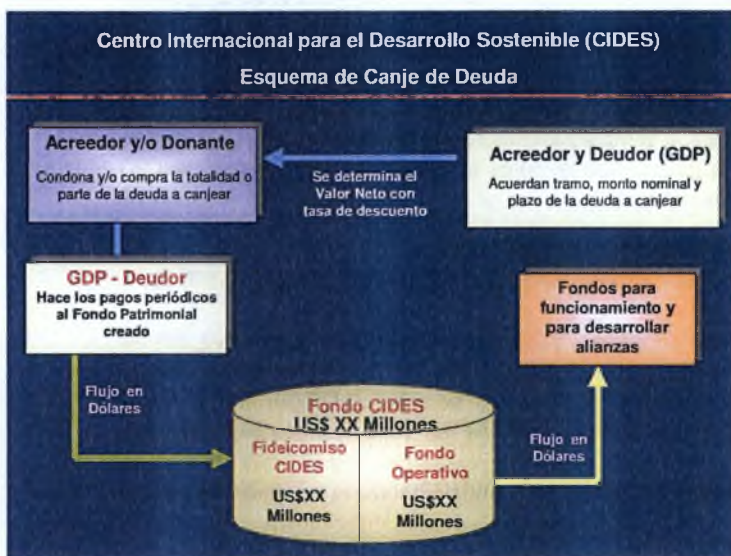 Centro Internacional para el Desarrollo Sostenible (CIDES)
Esquema de Canje de Deuda
Acreedor y/o Donante
Condona y/o compra la totalidad o
parte de la deuda a canjear
Se determina el
Valor Neto con
tasa de descuento
Acreedor y Deudor (GDP)
Acuerdan tramo, monto nominal y
plazo de la deuda a canjear
GDP - Deudor
Hace los pagos periódicos
al Fondo Patrimonial
creado
Fondos para
funcionamiento y
para desarrollar
alianzas
Flujo en
Dólares
Fondo CIDES
US$ XX Millones
Fideicomiso
CIDES
US$XX
Millones
Fondo
Operativo
US$XX
Millones
Flujo en
Dólares